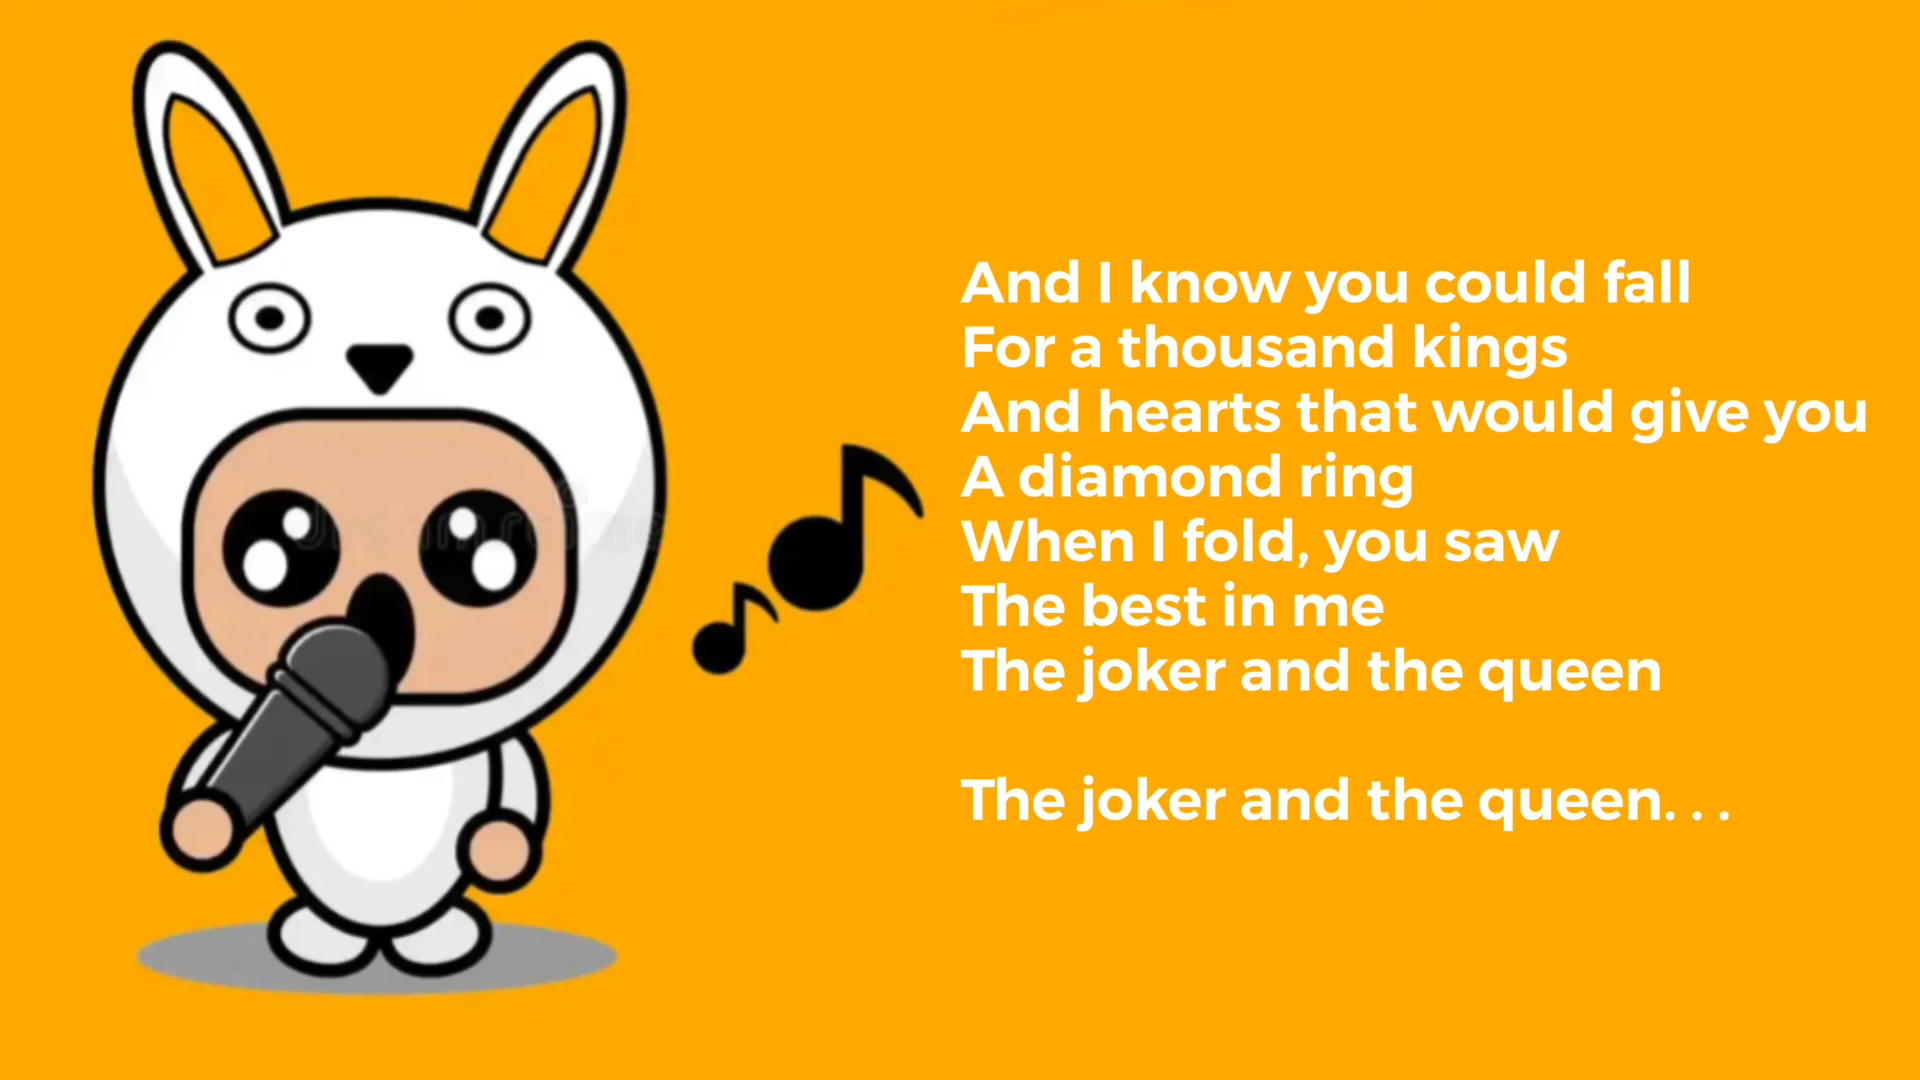 And I know you could fall
For a thousand kings
And hearts that would give you
A diamond ring
When I fold, you saw
The best in me
The joker and the queen
The joker and the queen. . .